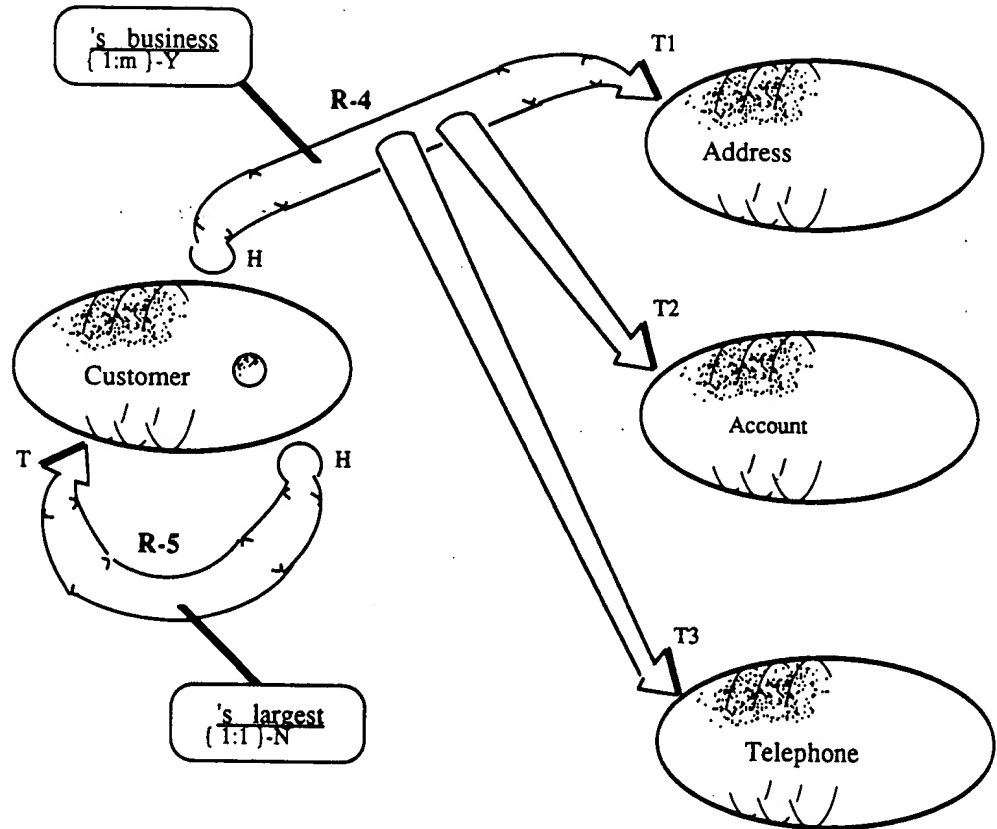 's business
{ 1:m }-Y
T1
R-4
Address
H
T2
Customer
Account
T
H
R-5
T3
's largest
{ 1:1 }-N
Telephone